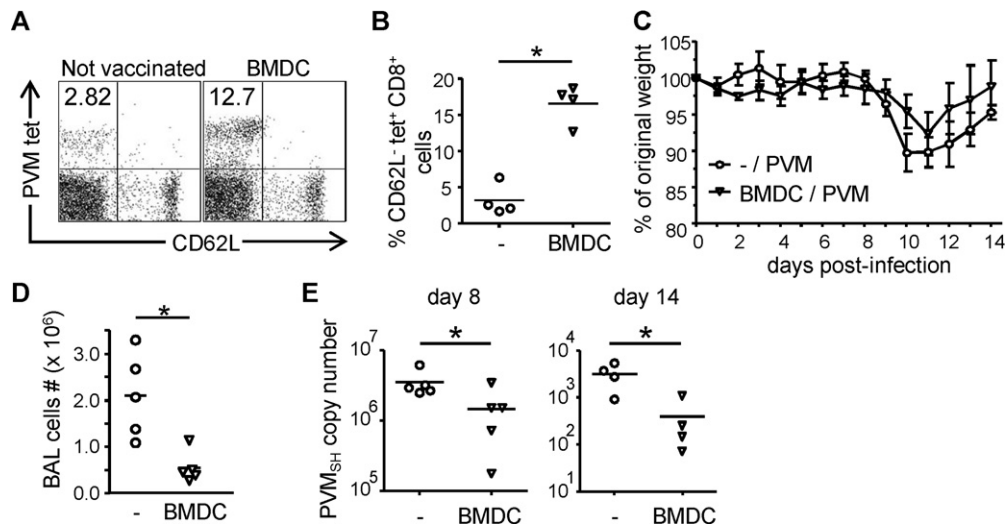 A
Not vaccinated BMDC
2.82 12.7
PVM tet
CD62L
B
*
% CD62L⁻ tet⁺ CD8⁺
cells
20
15
10
5
0
- BMDC
C
% of original weight
105
100
95
90
85
80
- / PVM
BMDC / PVM
0 2 4 6 8 10 12 14
days post-infection
D
*
BAL cells # (x 10⁶)
3.0
2.0
1.0
0.0
- BMDC
E
day 8 day 14
PVM_SH copy number
*
10⁷
10⁶
10⁵
- BMDC
*
10⁴
10³
10²
10¹
- BMDC